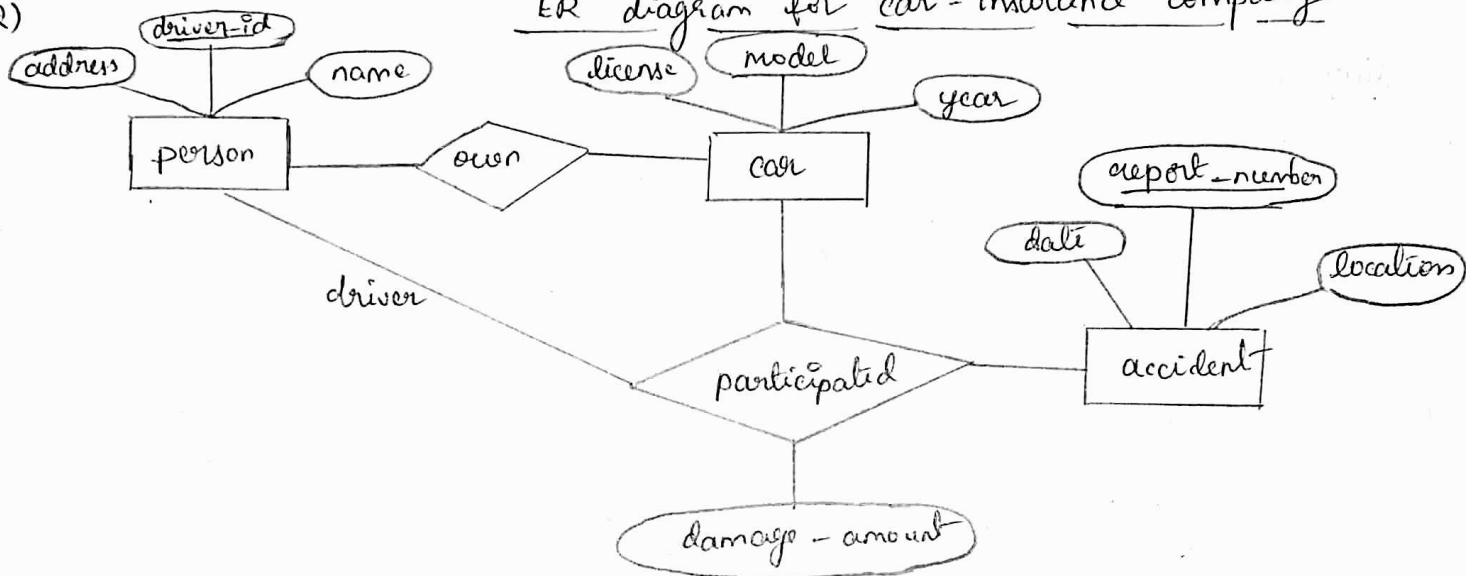 2)
ER diagram for car-insurance company
driver-id
address
name
license
model
year
person
own
car
report-number
date
location
driver
participated
accident
damage-amount